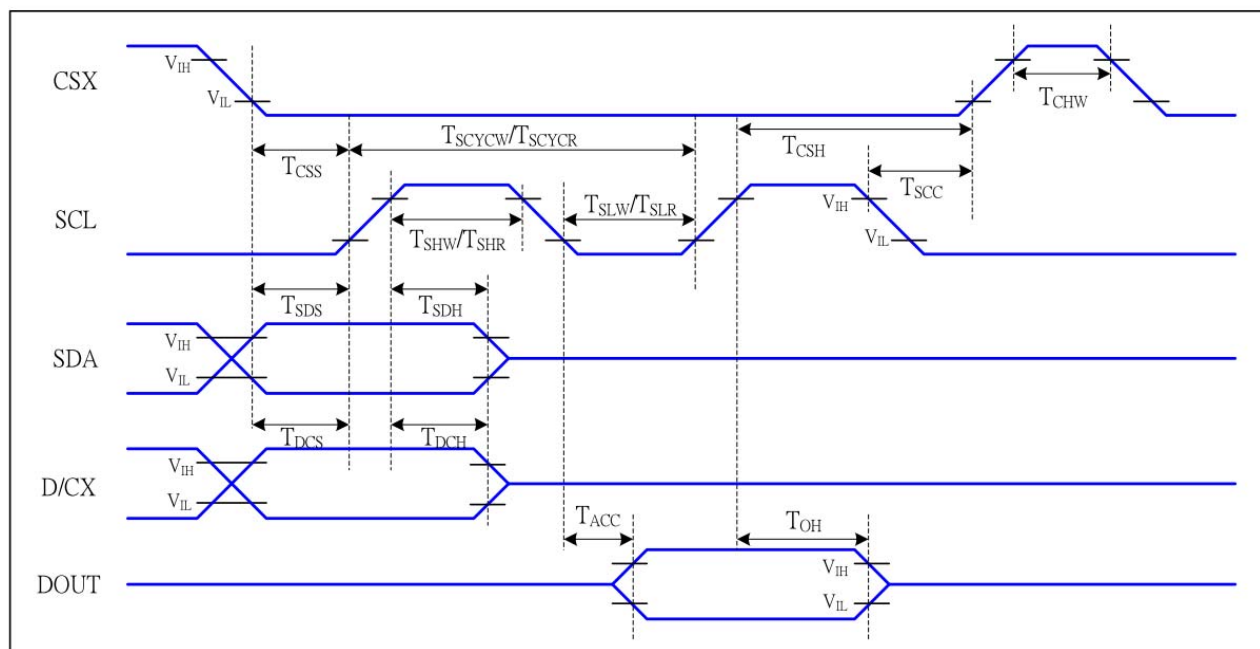 CSX
VIH
VIL
TCHW
TSCYCW/TSCYCR
TCSS
TCSH
TSCC
SCL
TSLW/TSLR
VIH
TSHW/TSHR
VIL
TSDS
TSDH
SDA
VIH
VIL
TDCS
TDCH
D/CX
VIH
VIL
TACC
TOH
DOUT
VIH
VIL